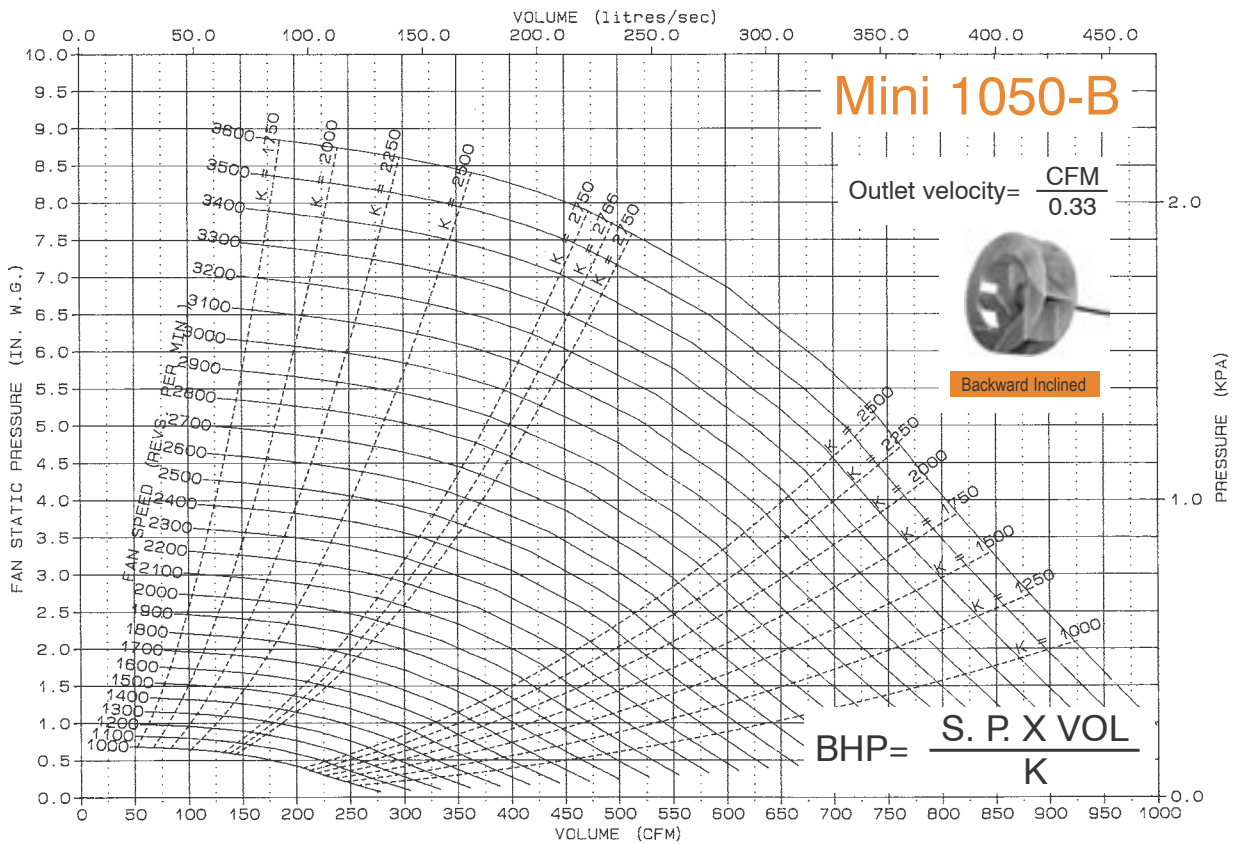 VOLUME (litres/sec)
0.0 50.0 100.0 150.0 200.0 250.0 300.0 350.0 400.0 450.0
10.0
9.5
9.0
8.5
8.0
7.5
7.0
6.5
6.0
5.5
5.0
4.5
4.0
3.5
3.0
2.5
2.0
1.5
1.0
0.5
0.0
FAN STATIC PRESSURE (IN. W.G.)
FAN SPEED (REVS. PER MIN.)
3600
3500
3400
3300
3200
3100
3000
2900
2800
2700
2600
2500
2400
2300
2200
2100
2000
1900
1800
1700
1600
1500
1400
1300
1200
1100
1000
K = 1750
K = 2000
K = 2250
K = 2500
K = 2750
K = 2766
K = 2750
K = 2500
K = 2250
K = 2000
K = 1750
K = 1500
K = 1250
K = 1000
Mini 1050-B
Outlet velocity= CFM
0.33
Backward Inclined
2.0
1.0
0.0
PRESSURE (KPA)
BHP= S. P. X VOL
K
0 50 100 150 200 250 300 350 400 450 500 550 600 650 700 750 800 850 900 950 1000
VOLUME (CFM)